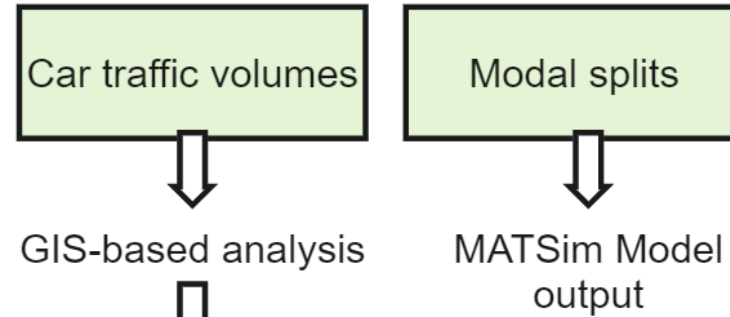 Car traffic volumes
Modal splits
GIS-based analysis
MATSim Model
output